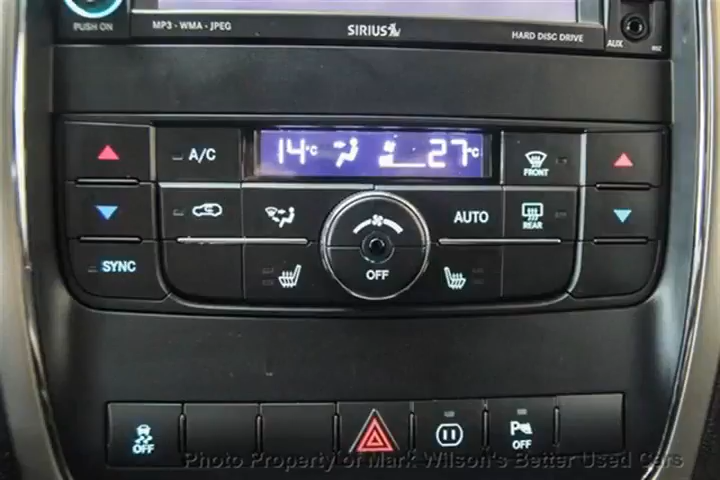 PUSH ON
MP3 - WMA - JPEG
SIRIUS
HARD DISC DRIVE
AUX
A/C
14°C
27°C
FRONT
AUTO
REAR
SYNC
OFF
OFF
OFF
Photo Property of Mark Wilson's Better Used Cars